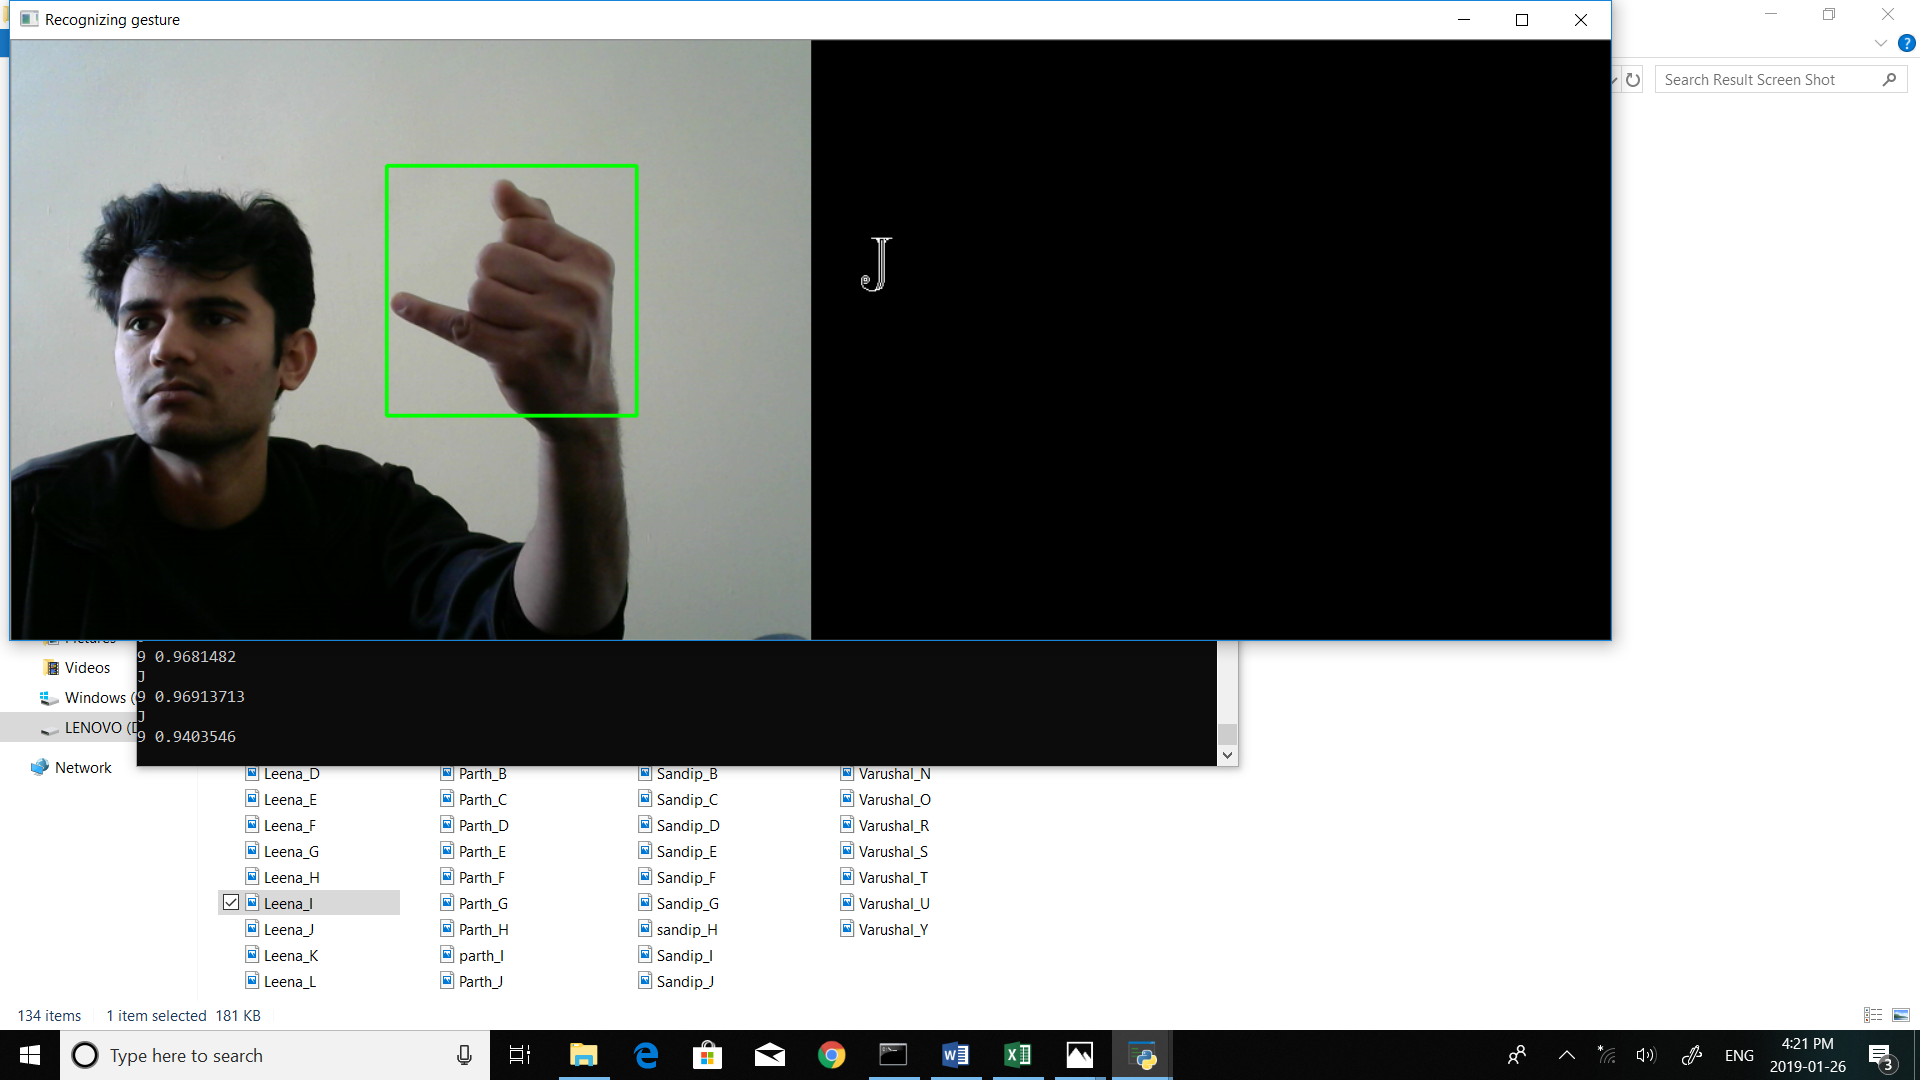 Recognizing gesture
Search Result Screen Shot
J
Videos
Windows (
LENOVO (D
Network
9 0.9681482
J
9 0.96913713
J
9 0.9403546
Leena_D
Leena_E
Leena_F
Leena_G
Leena_H
Leena_I
Leena_J
Leena_K
Leena_L
Parth_B
Parth_C
Parth_D
Parth_E
Parth_F
Parth_G
Parth_H
parth_I
Parth_J
Sandip_B
Sandip_C
Sandip_D
Sandip_E
Sandip_F
Sandip_G
sandip_H
Sandip_I
Sandip_J
Varushal_N
Varushal_O
Varushal_R
Varushal_S
Varushal_T
Varushal_U
Varushal_Y
134 items 1 item selected 181 KB
Type here to search
ENG
4:21 PM
2019-01-26
3